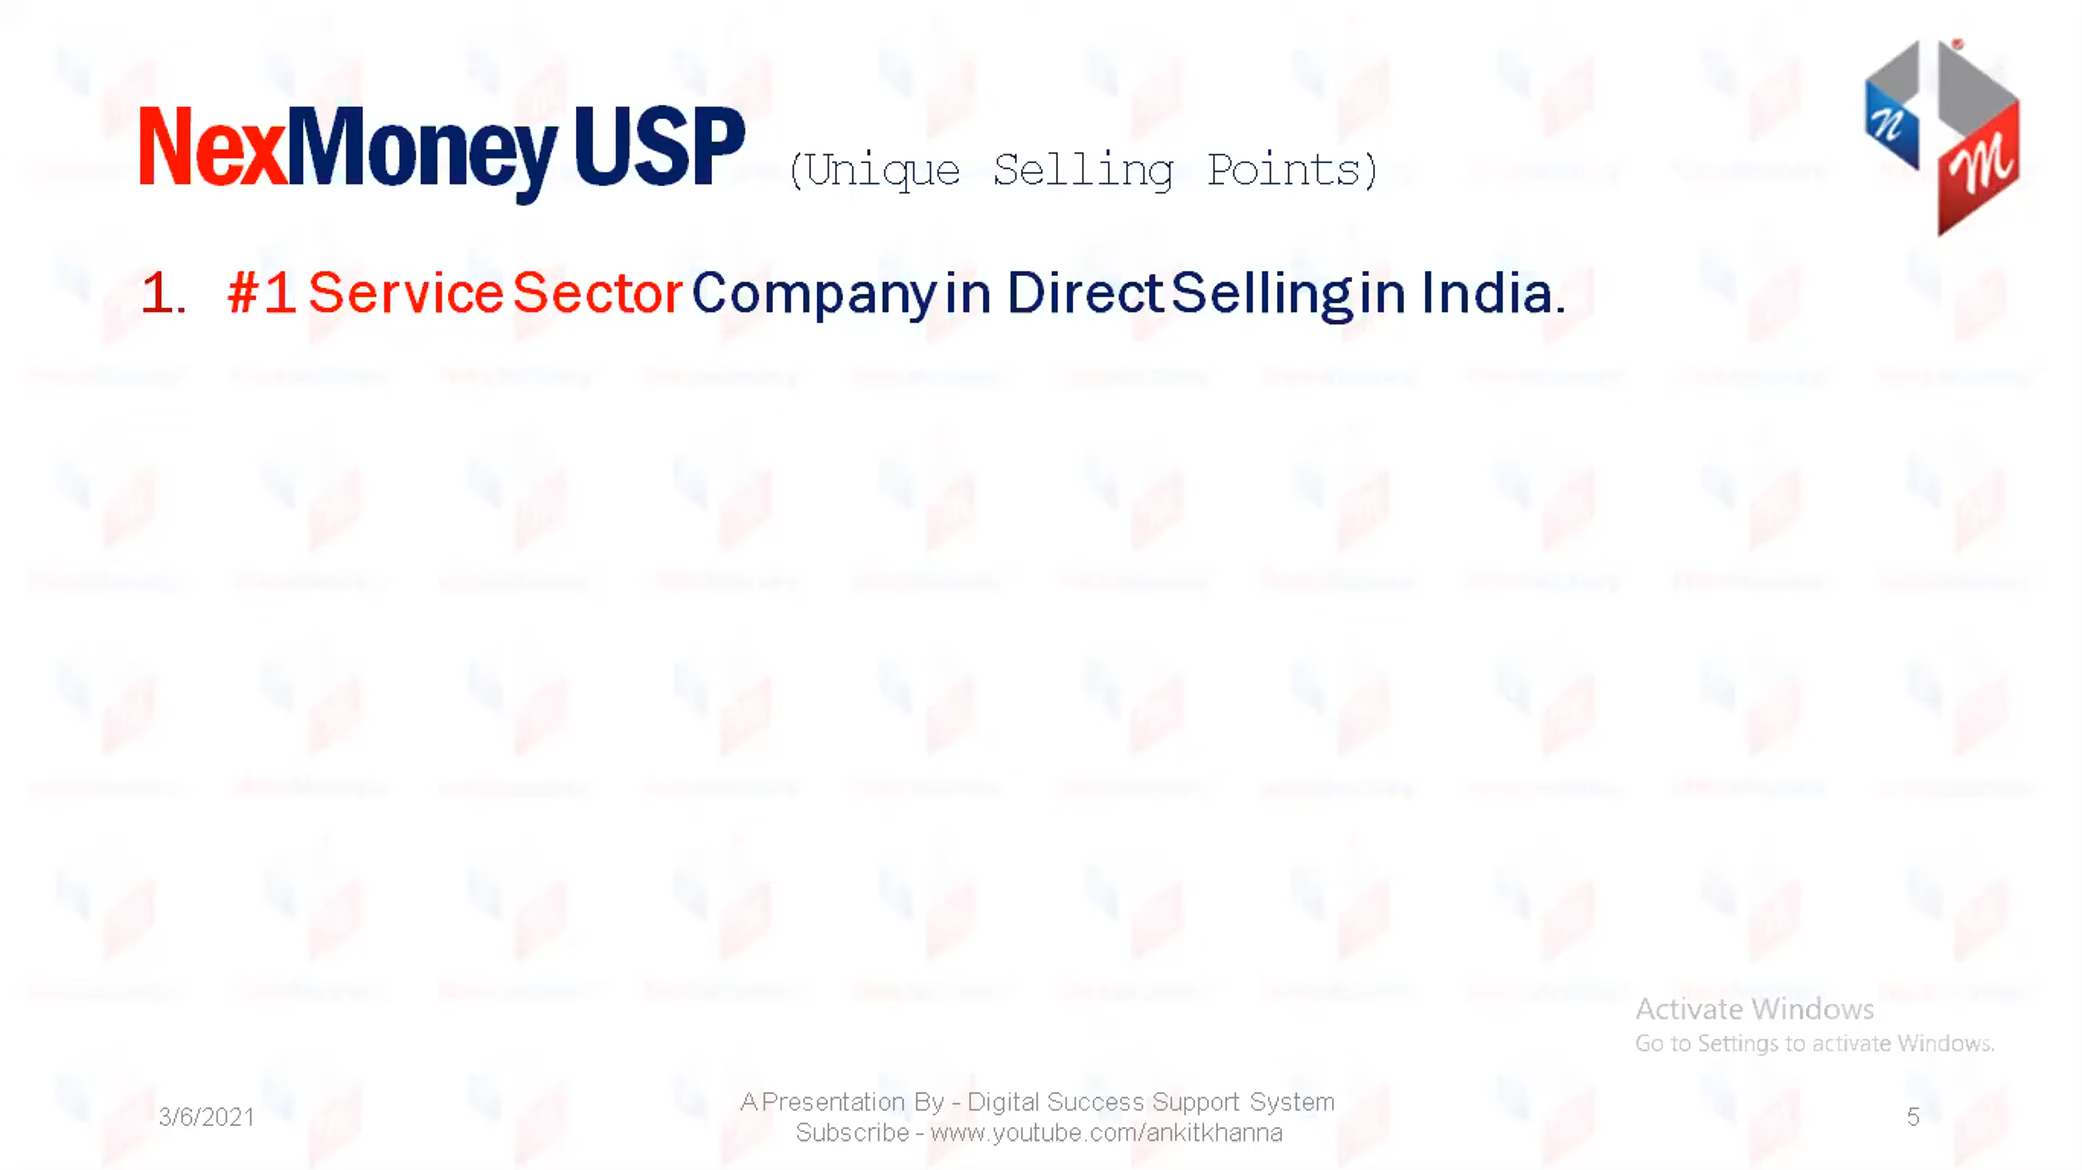 NexMoney USP (Unique Selling Points)
n
m
1. #1 Service Sector Company in Direct Selling in India.
Activate Windows
Go to Settings to activate Windows.
3/6/2021
A Presentation By - Digital Success Support System
Subscribe - www.youtube.com/ankitkhanna
5